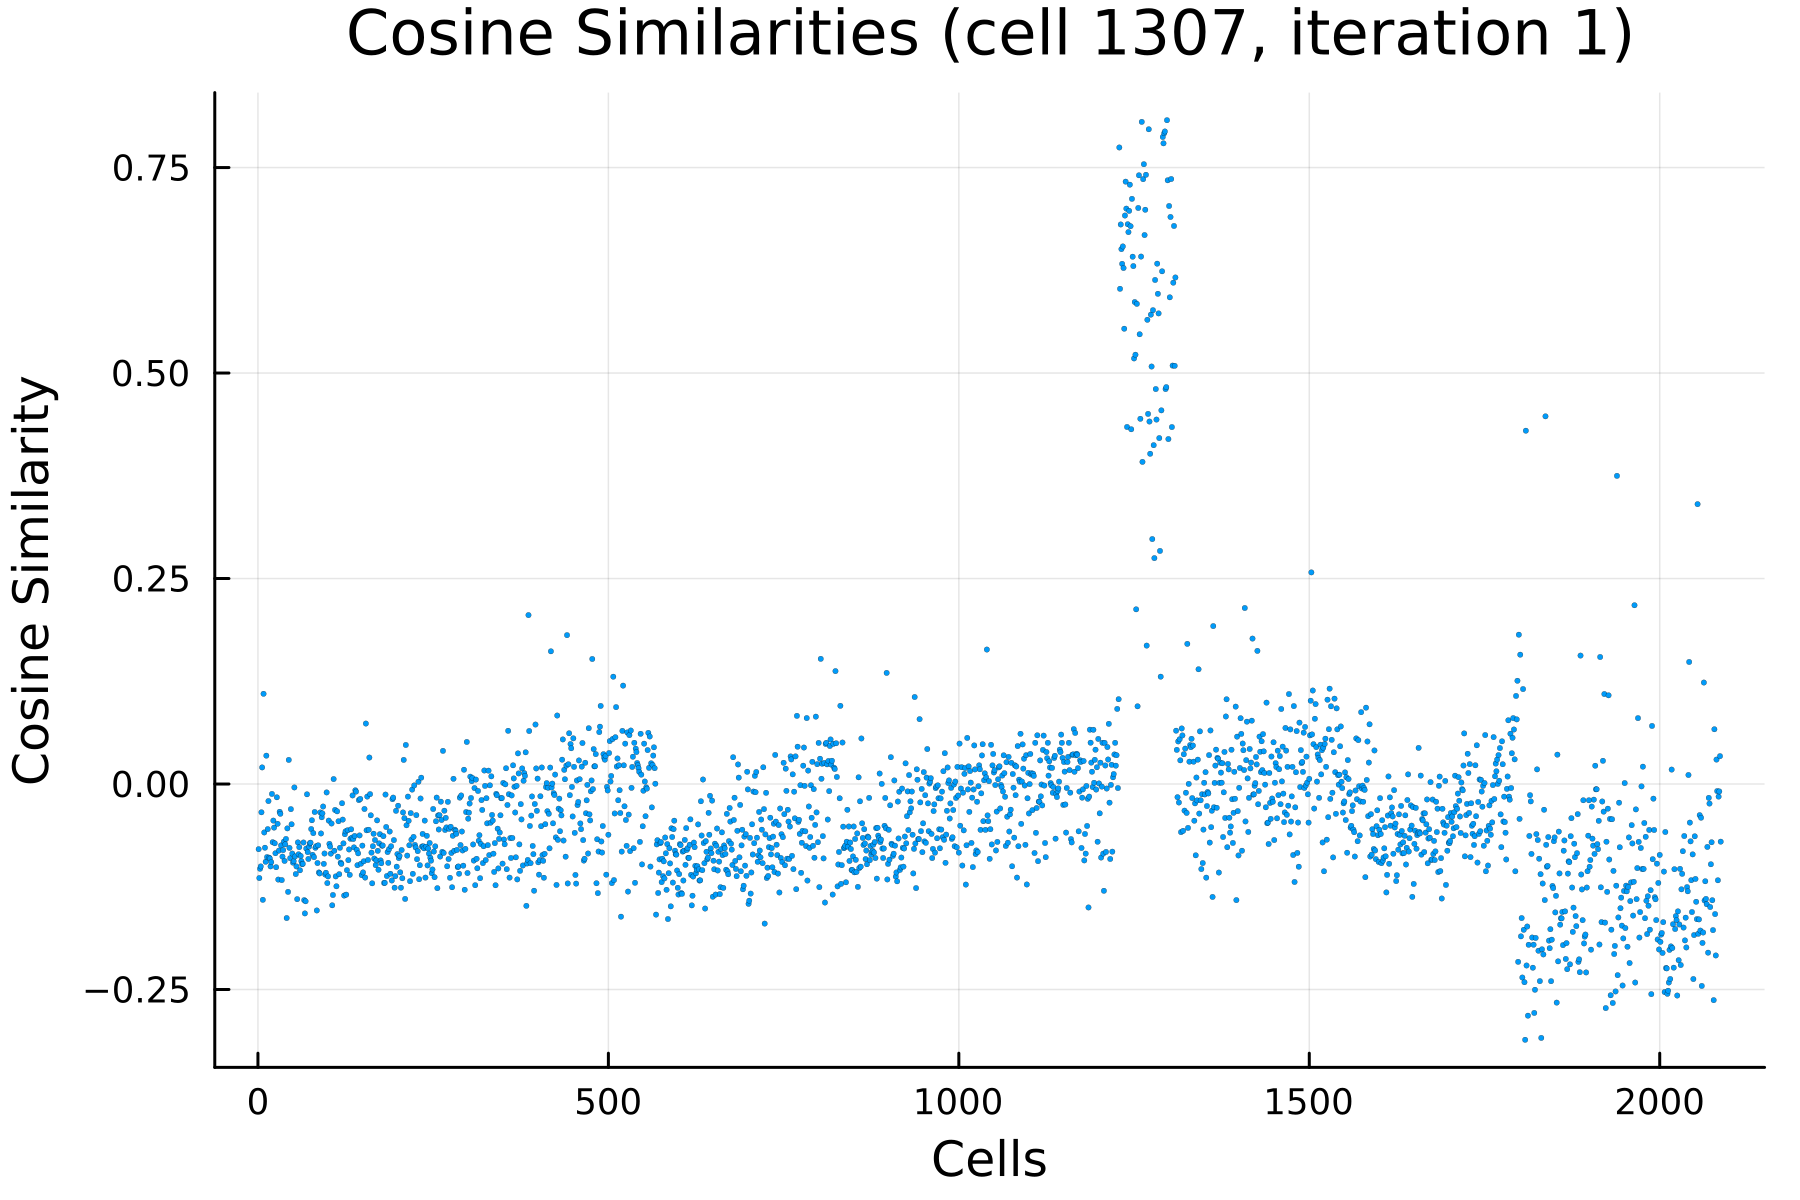 Cosine Similarities (cell 1307, iteration 1)
Cosine Similarity
0.75
0.50
0.25
0.00
−0.25
0 500 1000 1500 2000
Cells